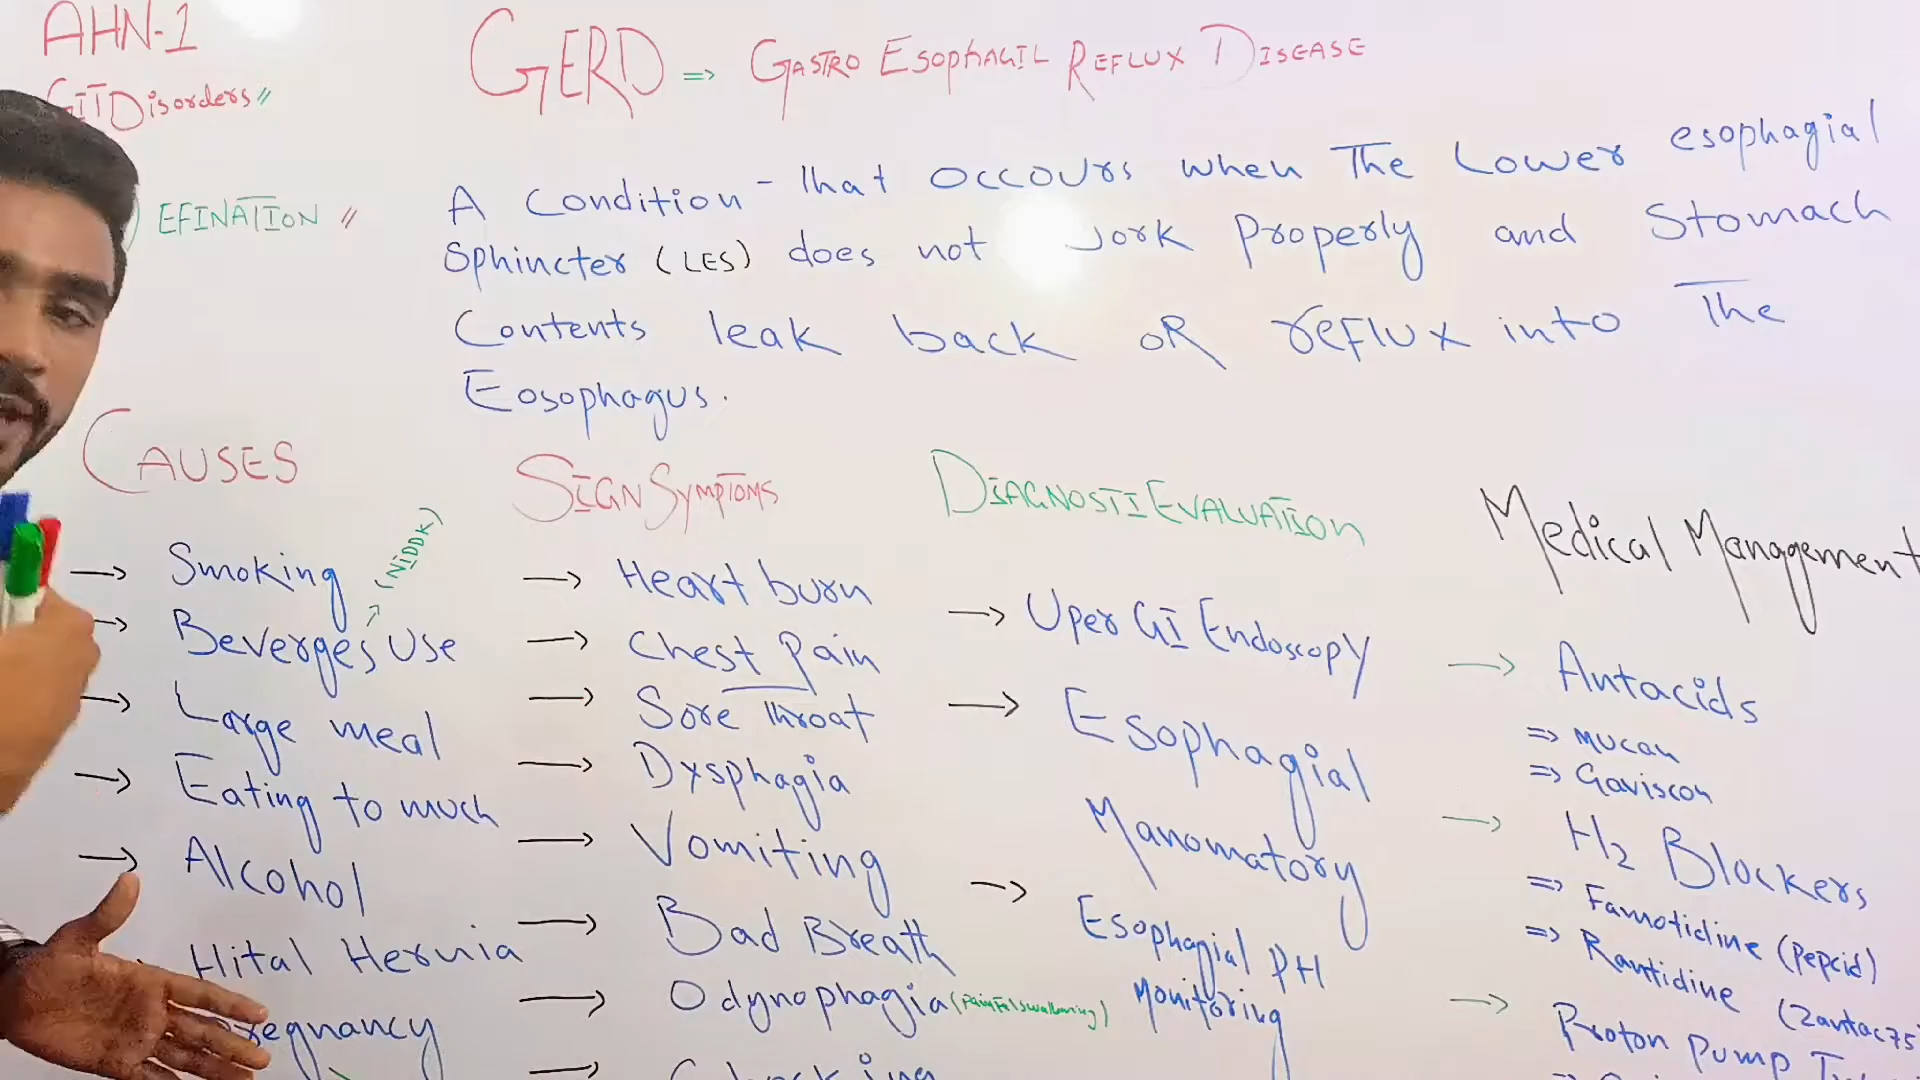 AHN-1
GIT Disorders //
GERD => GASTRO ESOPHAGIL REFLUX DISEASE
EFINATION //
A Condition - That OCCOURS when The Lower esophagial
Sphincter (LES) does not work Properly and Stomach
Contents leak back OR reflux into The
Eosophagus.
CAUSES
→ Smoking
→ Beverges Use
(NIDDK)
→ Large meal
→ Eating to much
→ Alcohol
Hital Hernia
Pregnancy
SIGN SYMPTOMS
→ Heart burn
→ Chest Pain
→ Sore Throat
→ Dysphagia
→ Vomiting
→ Bad Breath
→ Odynophagia (Painful swallowing)
DIAGNOSTI EVALUATION
→ Uper GI Endoscopy
→ Esophagial
Manomatory
→ Esophagial PH
Monitoring
Medical Management
→ Antacids
=> Mucan
=> Gaviscon
→ H2 Blockers
=> Famotidine (Pepcid)
=> Rantidine (Zantac75
→ Proton Pump